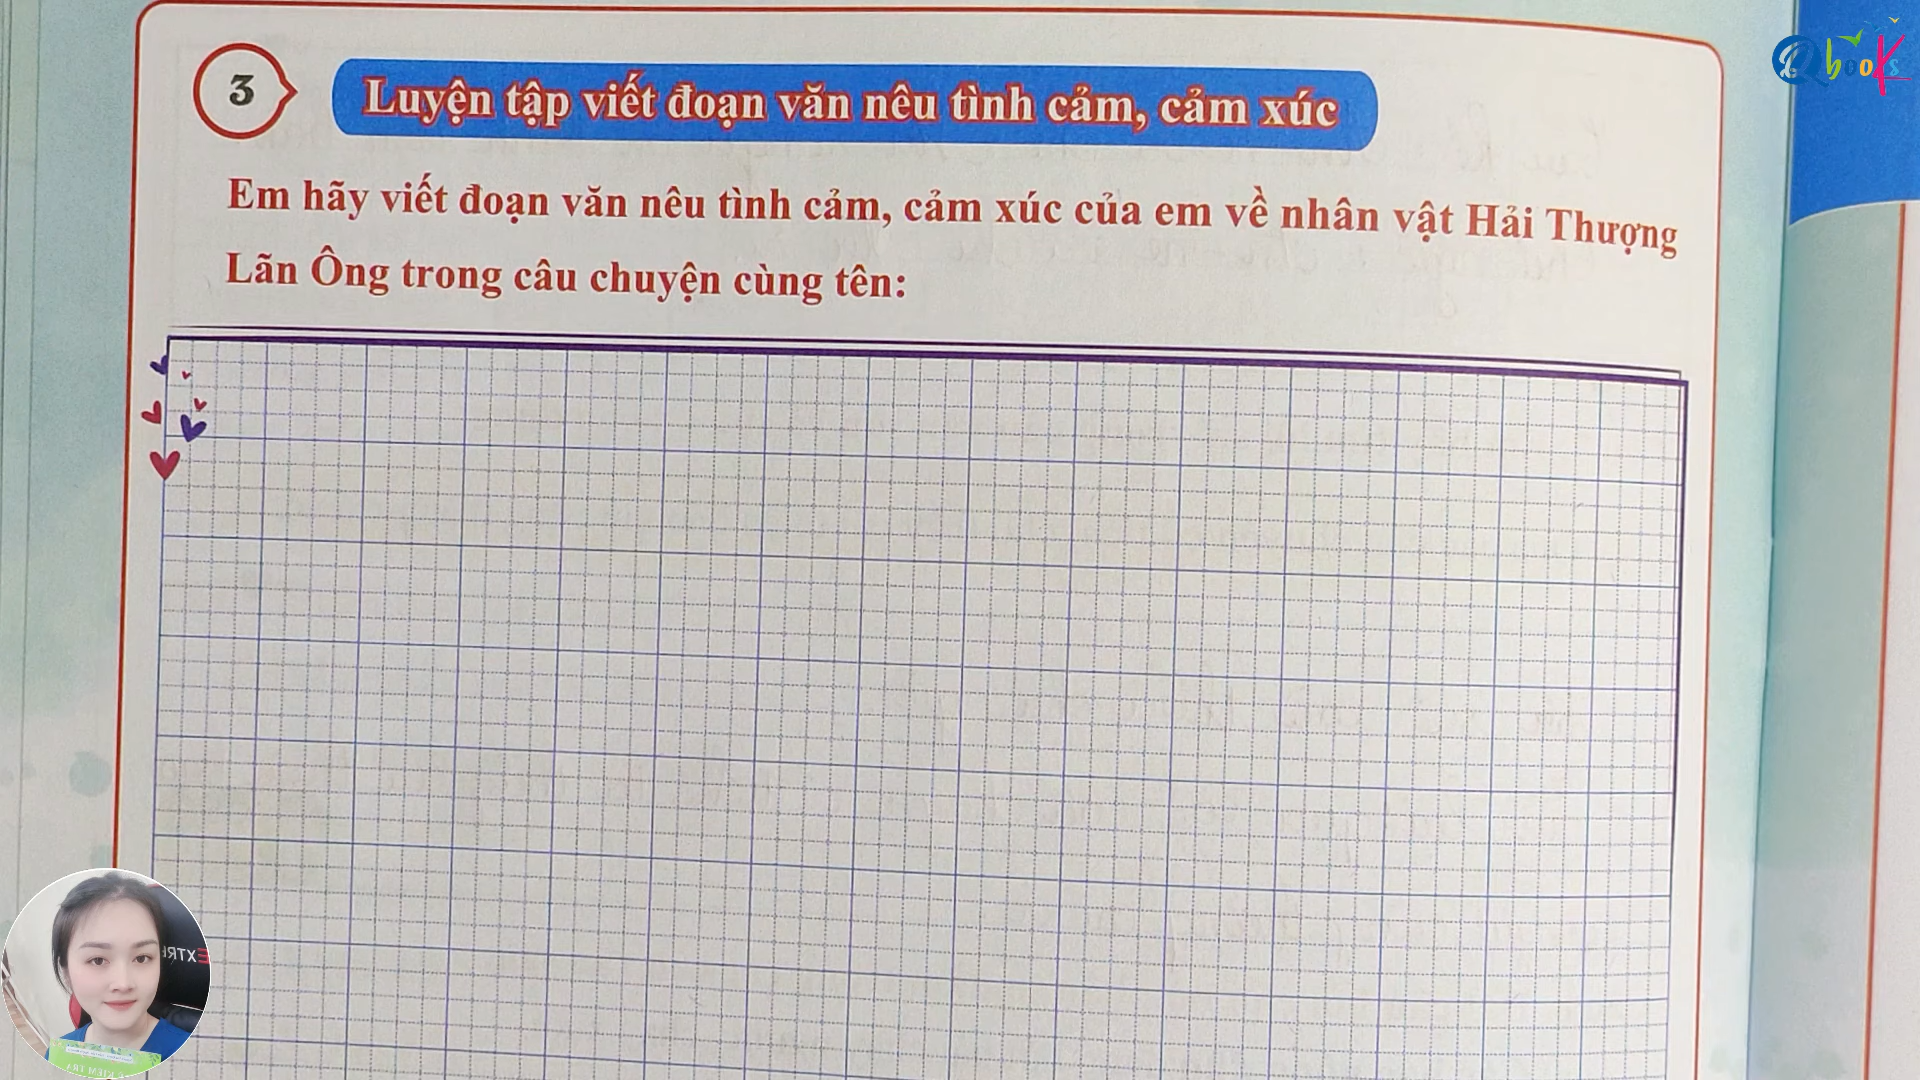 Qbooks
3
Luyện tập viết đoạn văn nêu tình cảm, cảm xúc
Em hãy viết đoạn văn nêu tình cảm, cảm xúc của em về nhân vật Hải Thượng
Lãn Ông trong câu chuyện cùng tên: